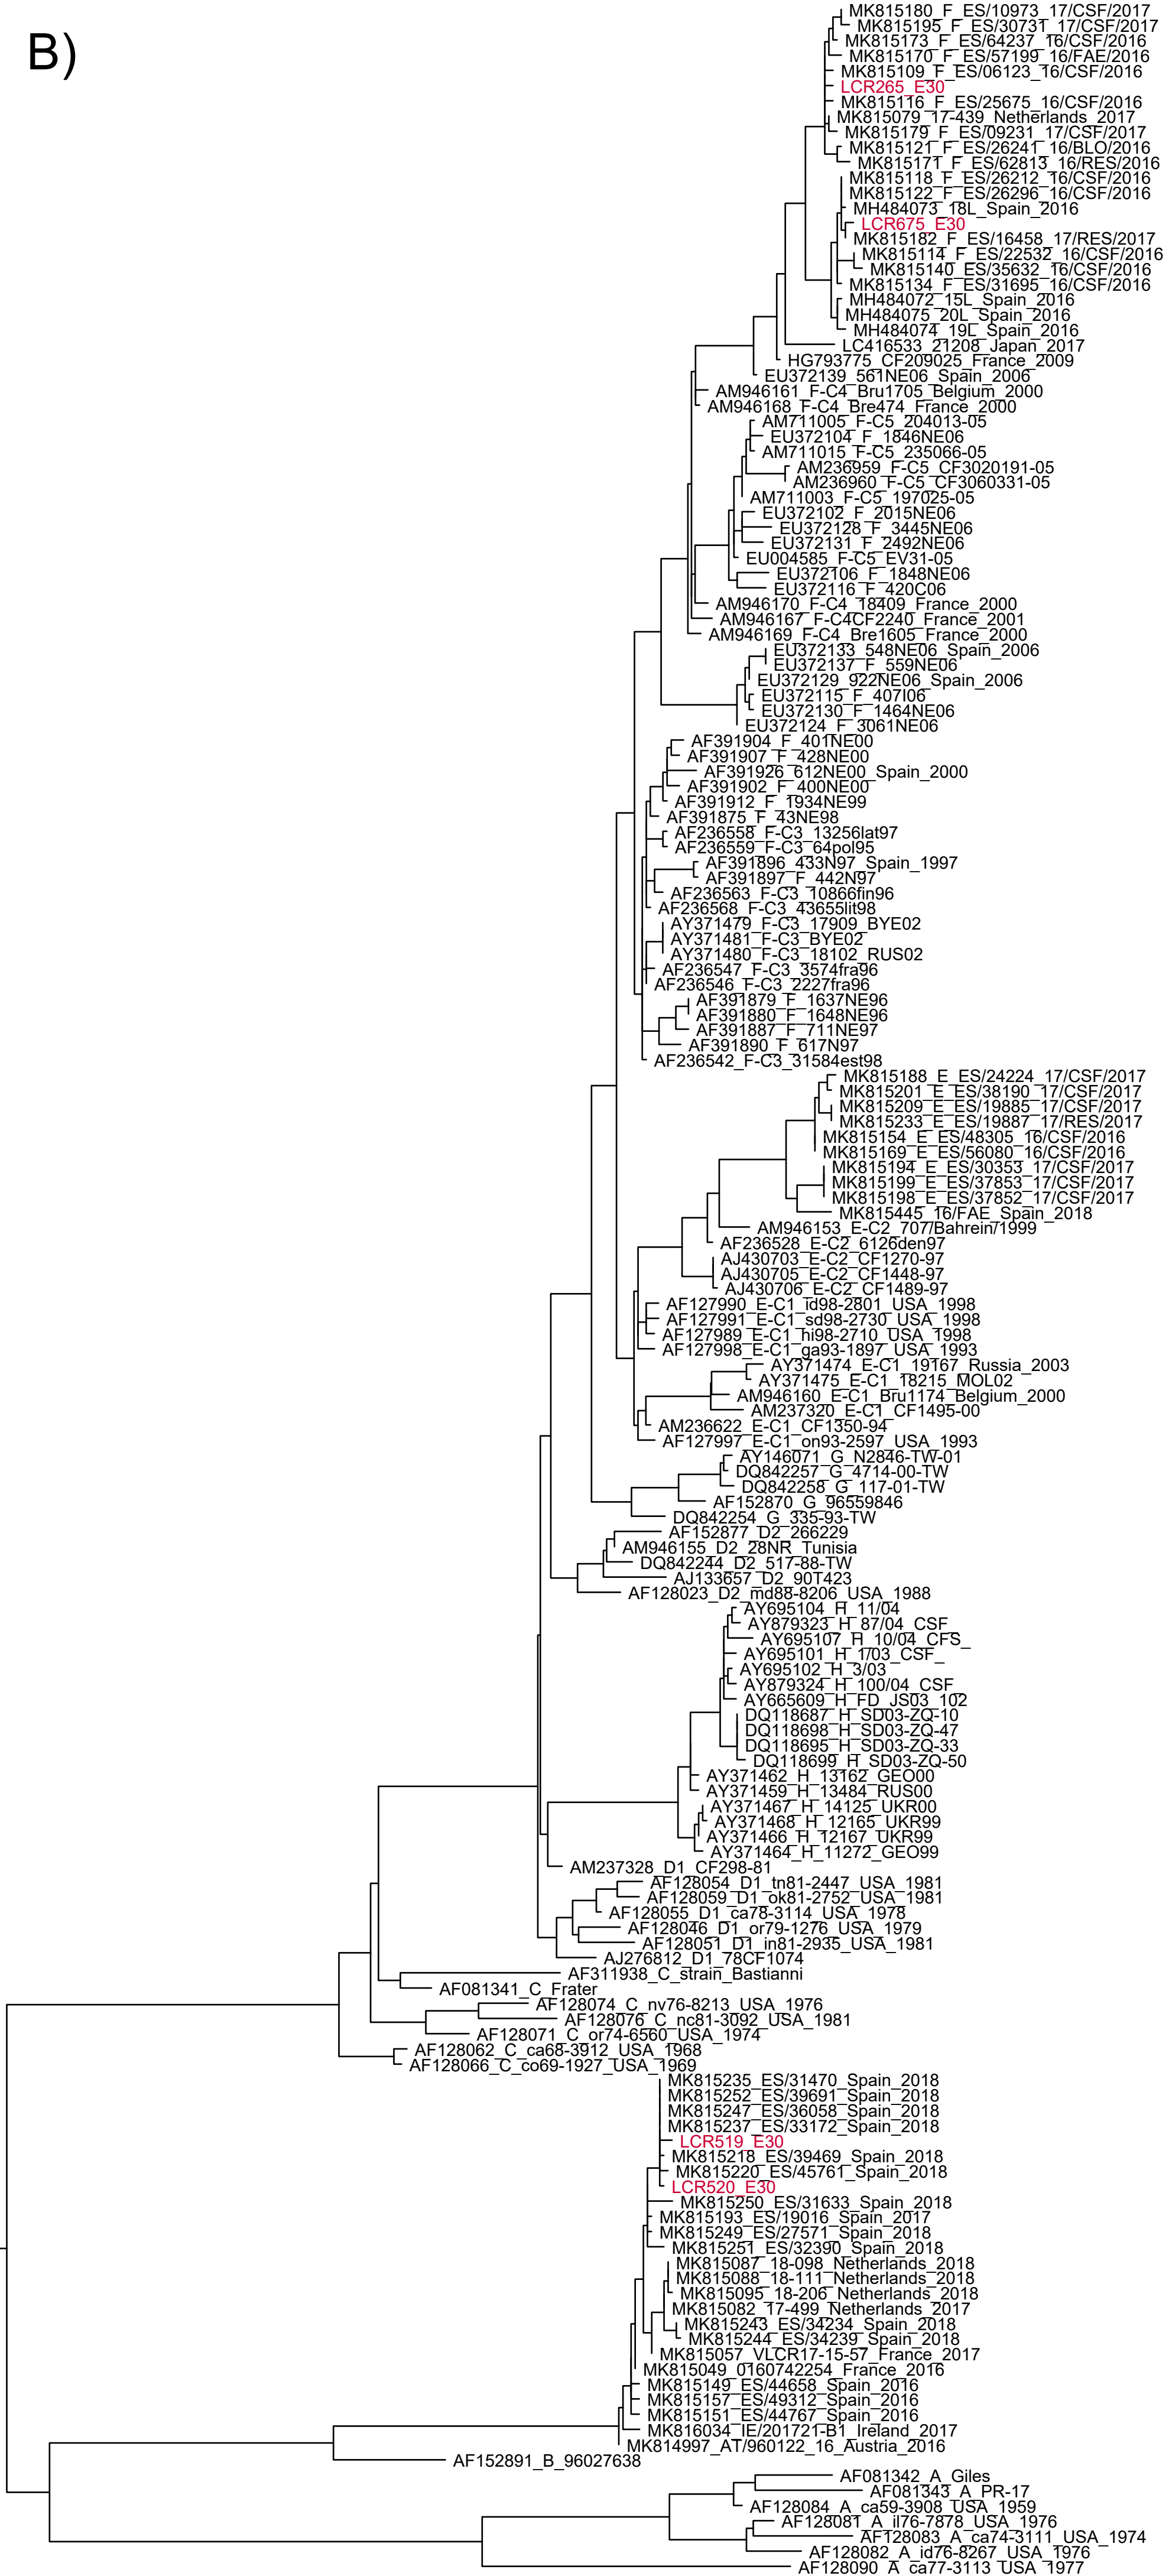 B)
MK815180_F_ES/10973_17/CSF/2017
MK815195_F_ES/30731_17/CSF/2017
MK815173_F_ES/64237_16/CSF/2016
MK815170_F_ES/57199_16/FAE/2016
MK815109_F_ES/06123_16/CSF/2016
LCR265_E30
MK815116_F_ES/25675_16/CSF/2016
MK815079_17-439_Netherlands_2017
MK815179_F_ES/09231_17/CSF/2017
MK815121_F_ES/26241_16/BLO/2016
MK815171_F_ES/62813_16/RES/2016
MK815118_F_ES/26212_16/CSF/2016
MK815122_F_ES/26296_16/CSF/2016
MH484073_18L_Spain_2016
LCR675_E30
MK815182_F_ES/16458_17/RES/2017
MK815114_F_ES/22532_16/CSF/2016
MK815140_ES/35632_16/CSF/2016
MK815134_F_ES/31695_16/CSF/2016
MH484072_15L_Spain_2016
MH484075_20L_Spain_2016
MH484074_19L_Spain_2016
LC416533_21208_Japan_2017
HG793775_CF209025_France_2009
EU372139_561NE06_Spain_2006
AM946161_F-C4_Bru1705_Belgium_2000
AM946168_F-C4_Bre474_France_2000
AM711005_F-C5_204013-05
EU372104_F_1846NE06
AM711015_F-C5_235066-05
AM236959_F-C5_CF3020191-05
AM236960_F-C5_CF3060331-05
AM711003_F-C5_197025-05
EU372102_F_2015NE06
EU372128_F_3445NE06
EU372131_F_2492NE06
EU004585_F-C5_EV31-05
EU372106_F_1848NE06
EU372116_F_420C06
AM946170_F-C4_18409_France_2000
AM946167_F-C4CF2240_France_2001
AM946169_F-C4_Bre1605_France_2000
EU372133_548NE06_Spain_2006
EU372137_F_559NE06
EU372129_922NE06_Spain_2006
EU372115_F_407I06
EU372130_F_1464NE06
EU372124_F_3061NE06
AF391904_F_401NE00
AF391907_F_428NE00
AF391926_612NE00_Spain_2000
AF391902_F_400NE00
AF391912_F_1934NE99
AF391875_F_43NE98
AF236558_F-C3_13256lat97
AF236559_F-C3_64pol95
AF391896_433N97_Spain_1997
AF391897_F_442N97
AF236563_F-C3_10866fin96
AF236568_F-C3_43655lit98
AY371479_F-C3_17909_BYE02
AY371481_F-C3_BYE02
AY371480_F-C3_18102_RUS02
AF236547_F-C3_3574fra96
AF236546_F-C3_2227fra96
AF391879_F_1637NE96
AF391880_F_1648NE96
AF391887_F_711NE97
AF391890_F_617N97
AF236542_F-C3_31584est98
MK815188_E_ES/24224_17/CSF/2017
MK815201_E_ES/38190_17/CSF/2017
MK815209_E_ES/19885_17/CSF/2017
MK815233_E_ES/19887_17/RES/2017
MK815154_E_ES/48305_16/CSF/2016
MK815169_E_ES/56080_16/CSF/2016
MK815194_E_ES/30353_17/CSF/2017
MK815199_E_ES/37853_17/CSF/2017
MK815198_E_ES/37852_17/CSF/2017
MK815445_16/FAE_Spain_2018
AM946153_E-C2_707/Bahrein/1999
AF236528_E-C2_6126den97
AJ430703_E-C2_CF1270-97
AJ430705_E-C2_CF1448-97
AJ430706_E-C2_CF1489-97
AF127990_E-C1_id98-2801_USA_1998
AF127991_E-C1_sd98-2730_USA_1998
AF127989_E-C1_hi98-2710_USA_1998
AF127998_E-C1_ga93-1897_USA_1993
AY371474_E-C1_19167_Russia_2003
AY371475_E-C1_18215_MOL02
AM946160_E-C1_Bru1174_Belgium_2000
AM237320_E-C1_CF1495-00
AM236622_E-C1_CF1350-94
AF127997_E-C1_on93-2597_USA_1993
AY146071_G_N2846-TW-01
DQ842257_G_4714-00-TW
DQ842258_G_117-01-TW
AF152870_G_96559846
DQ842254_G_335-93-TW
AF152877_D2_266229
AM946155_D2_28NR_Tunisia
DQ842244_D2_517-88-TW
AJ133657_D2_90T423
AF128023_D2_md88-8206_USA_1988
AY695104_H_11/04
AY879323_H_87/04_CSF_
AY695107_H_10/04_CFS_
AY695101_H_1/03_CSF_
AY695102_H_3/03
AY879324_H_100/04_CSF_
AY665609_H_FD_JS03_102
DQ118687_H_SD03-ZQ-10
DQ118698_H_SD03-ZQ-47
DQ118695_H_SD03-ZQ-33
DQ118699_H_SD03-ZQ-50
AY371462_H_13162_GEO00
AY371459_H_13484_RUS00
AY371467_H_14125_UKR00
AY371468_H_12165_UKR99
AY371466_H_12167_UKR99
AY371464_H_11272_GEO99
AM237328_D1_CF298-81
AF128054_D1_tn81-2447_USA_1981
AF128059_D1_ok81-2752_USA_1981
AF128055_D1_ca78-3114_USA_1978
AF128046_D1_or79-1276_USA_1979
AF128051_D1_in81-2935_USA_1981
AJ276812_D1_78CF1074
AF311938_C_strain_Bastianni
AF081341_C_Frater
AF128074_C_nv76-8213_USA_1976
AF128076_C_nc81-3092_USA_1981
AF128071_C_or74-6560_USA_1974
AF128062_C_ca68-3912_USA_1968
AF128066_C_co69-1927_USA_1969
MK815235_ES/31470_Spain_2018
MK815252_ES/39691_Spain_2018
MK815247_ES/36058_Spain_2018
MK815237_ES/33172_Spain_2018
LCR519_E30
MK815218_ES/39469_Spain_2018
MK815220_ES/45761_Spain_2018
LCR520_E30
MK815250_ES/31633_Spain_2018
MK815193_ES/19016_Spain_2017
MK815249_ES/27571_Spain_2018
MK815251_ES/32390_Spain_2018
MK815087_18-098_Netherlands_2018
MK815088_18-111_Netherlands_2018
MK815095_18-206_Netherlands_2018
MK815082_17-499_Netherlands_2017
MK815243_ES/34234_Spain_2018
MK815244_ES/34239_Spain_2018
MK815057_VLCR17-15-57_France_2017
MK815049_0160742254_France_2016
MK815149_ES/44658_Spain_2016
MK815157_ES/49312_Spain_2016
MK815151_ES/44767_Spain_2016
MK816034_IE/201721-B1_Ireland_2017
MK814997_AT/960122_16_Austria_2016
AF152891_B_96027638
AF081342_A_Giles
AF081343_A_PR-17
AF128084_A_ca59-3908_USA_1959
AF128081_A_il76-7878_USA_1976
AF128083_A_ca74-3111_USA_1974
AF128082_A_id76-8267_USA_1976
AF128090_A_ca77-3113_USA_1977